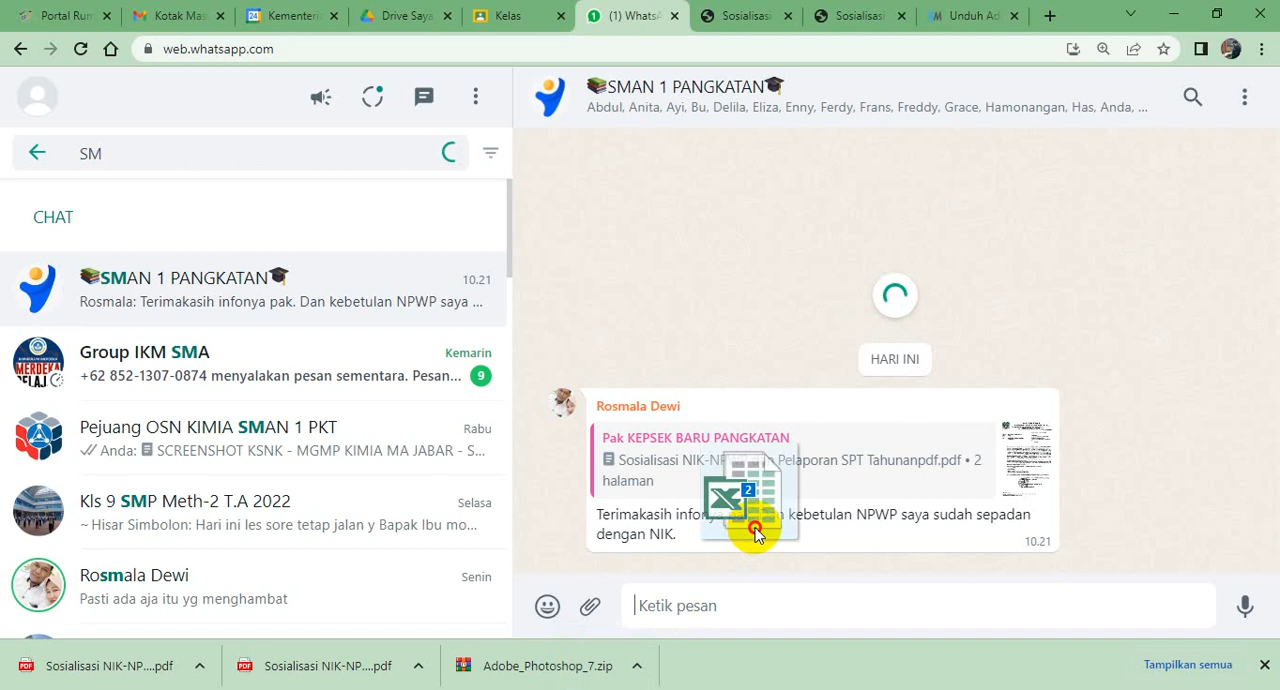 Portal Rum
Kotak Mas
24 Kementeri
Drive Saya
Kelas
1 (1) WhatsA
Sosialisasi
Sosialisasi
Unduh Ad
web.whatsapp.com
SM
CHAT
SMAN 1 PANGKATAN
10.21
Rosmala: Terimakasih infonya pak. Dan kebetulan NPWP saya ...
Group IKM SMA
Kemarin
+62 852-1307-0874 menyalakan pesan sementara. Pesan...
9
Pejuang OSN KIMIA SMAN 1 PKT
Rabu
Anda: SCREENSHOT KSNK - MGMP KIMIA MA JABAR - S...
Kls 9 SMP Meth-2 T.A 2022
Selasa
~ Hisar Simbolon: Hari ini les sore tetap jalan y Bapak Ibu mo...
Rosmala Dewi
Senin
Pasti ada aja itu yg menghambat
SMAN 1 PANGKATAN
Abdul, Anita, Ayi, Bu, Delila, Eliza, Enny, Ferdy, Frans, Freddy, Grace, Hamonangan, Has, Anda, ...
HARI INI
Rosmala Dewi
Pak KEPSEK BARU PANGKATAN
Sosialisasi Pelaporan SPT Tahunanpdf.pdf • 2
halaman
2
Terimakasih kebetulan NPWP saya sudah sepadan
dengan NIK.
10.21
Ketik pesan
Sosialisasi NIK-NP....pdf
Sosialisasi NIK-NP....pdf
Adobe_Photoshop_7.zip
Tampilkan semua